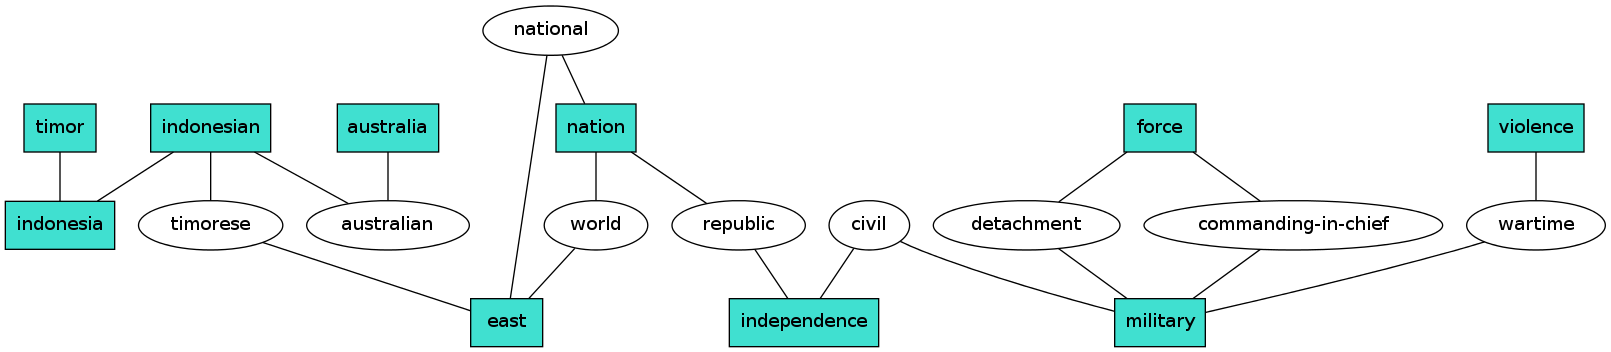 national
timor
indonesian
australia
nation
force
violence
indonesia
timorese
australian
world
republic
civil
detachment
commanding-in-chief
wartime
east
independence
military